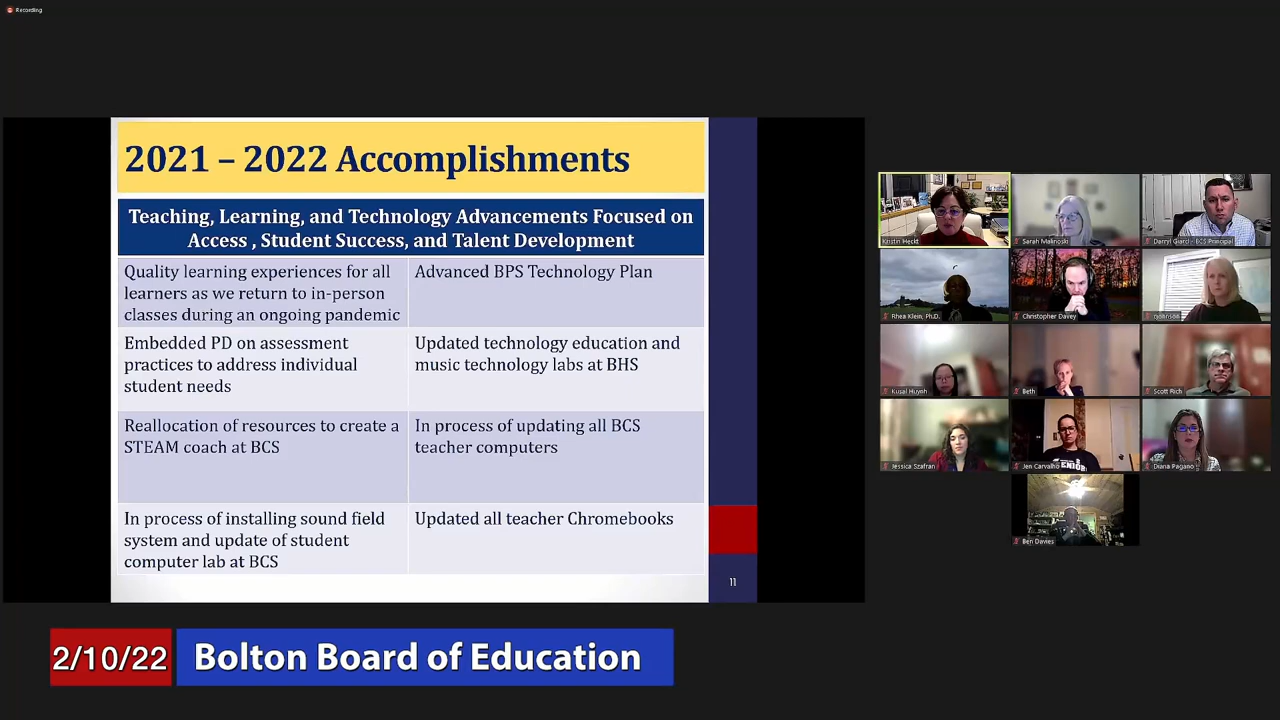 Recording
2021 – 2022 Accomplishments
Teaching, Learning, and Technology Advancements Focused on
Access , Student Success, and Talent Development
Quality learning experiences for all
learners as we return to in-person
classes during an ongoing pandemic
Advanced BPS Technology Plan
Embedded PD on assessment
practices to address individual
student needs
Updated technology education and
music technology labs at BHS
Reallocation of resources to create a
STEAM coach at BCS
In process of updating all BCS
teacher computers
In process of installing sound field
system and update of student
computer lab at BCS
Updated all teacher Chromebooks
11
Kristin Heckt
Sarah Malinoski
Darryl Giard - BCS Principal
Rhea Klein, Ph.D.
Christopher Davey
rjohnson
Kusal Huynh
Beth
Scott Rich
Jessica Szafran
Jen Carvalho
Diana Pagano
Ben Davies
2/10/22
Bolton Board of Education